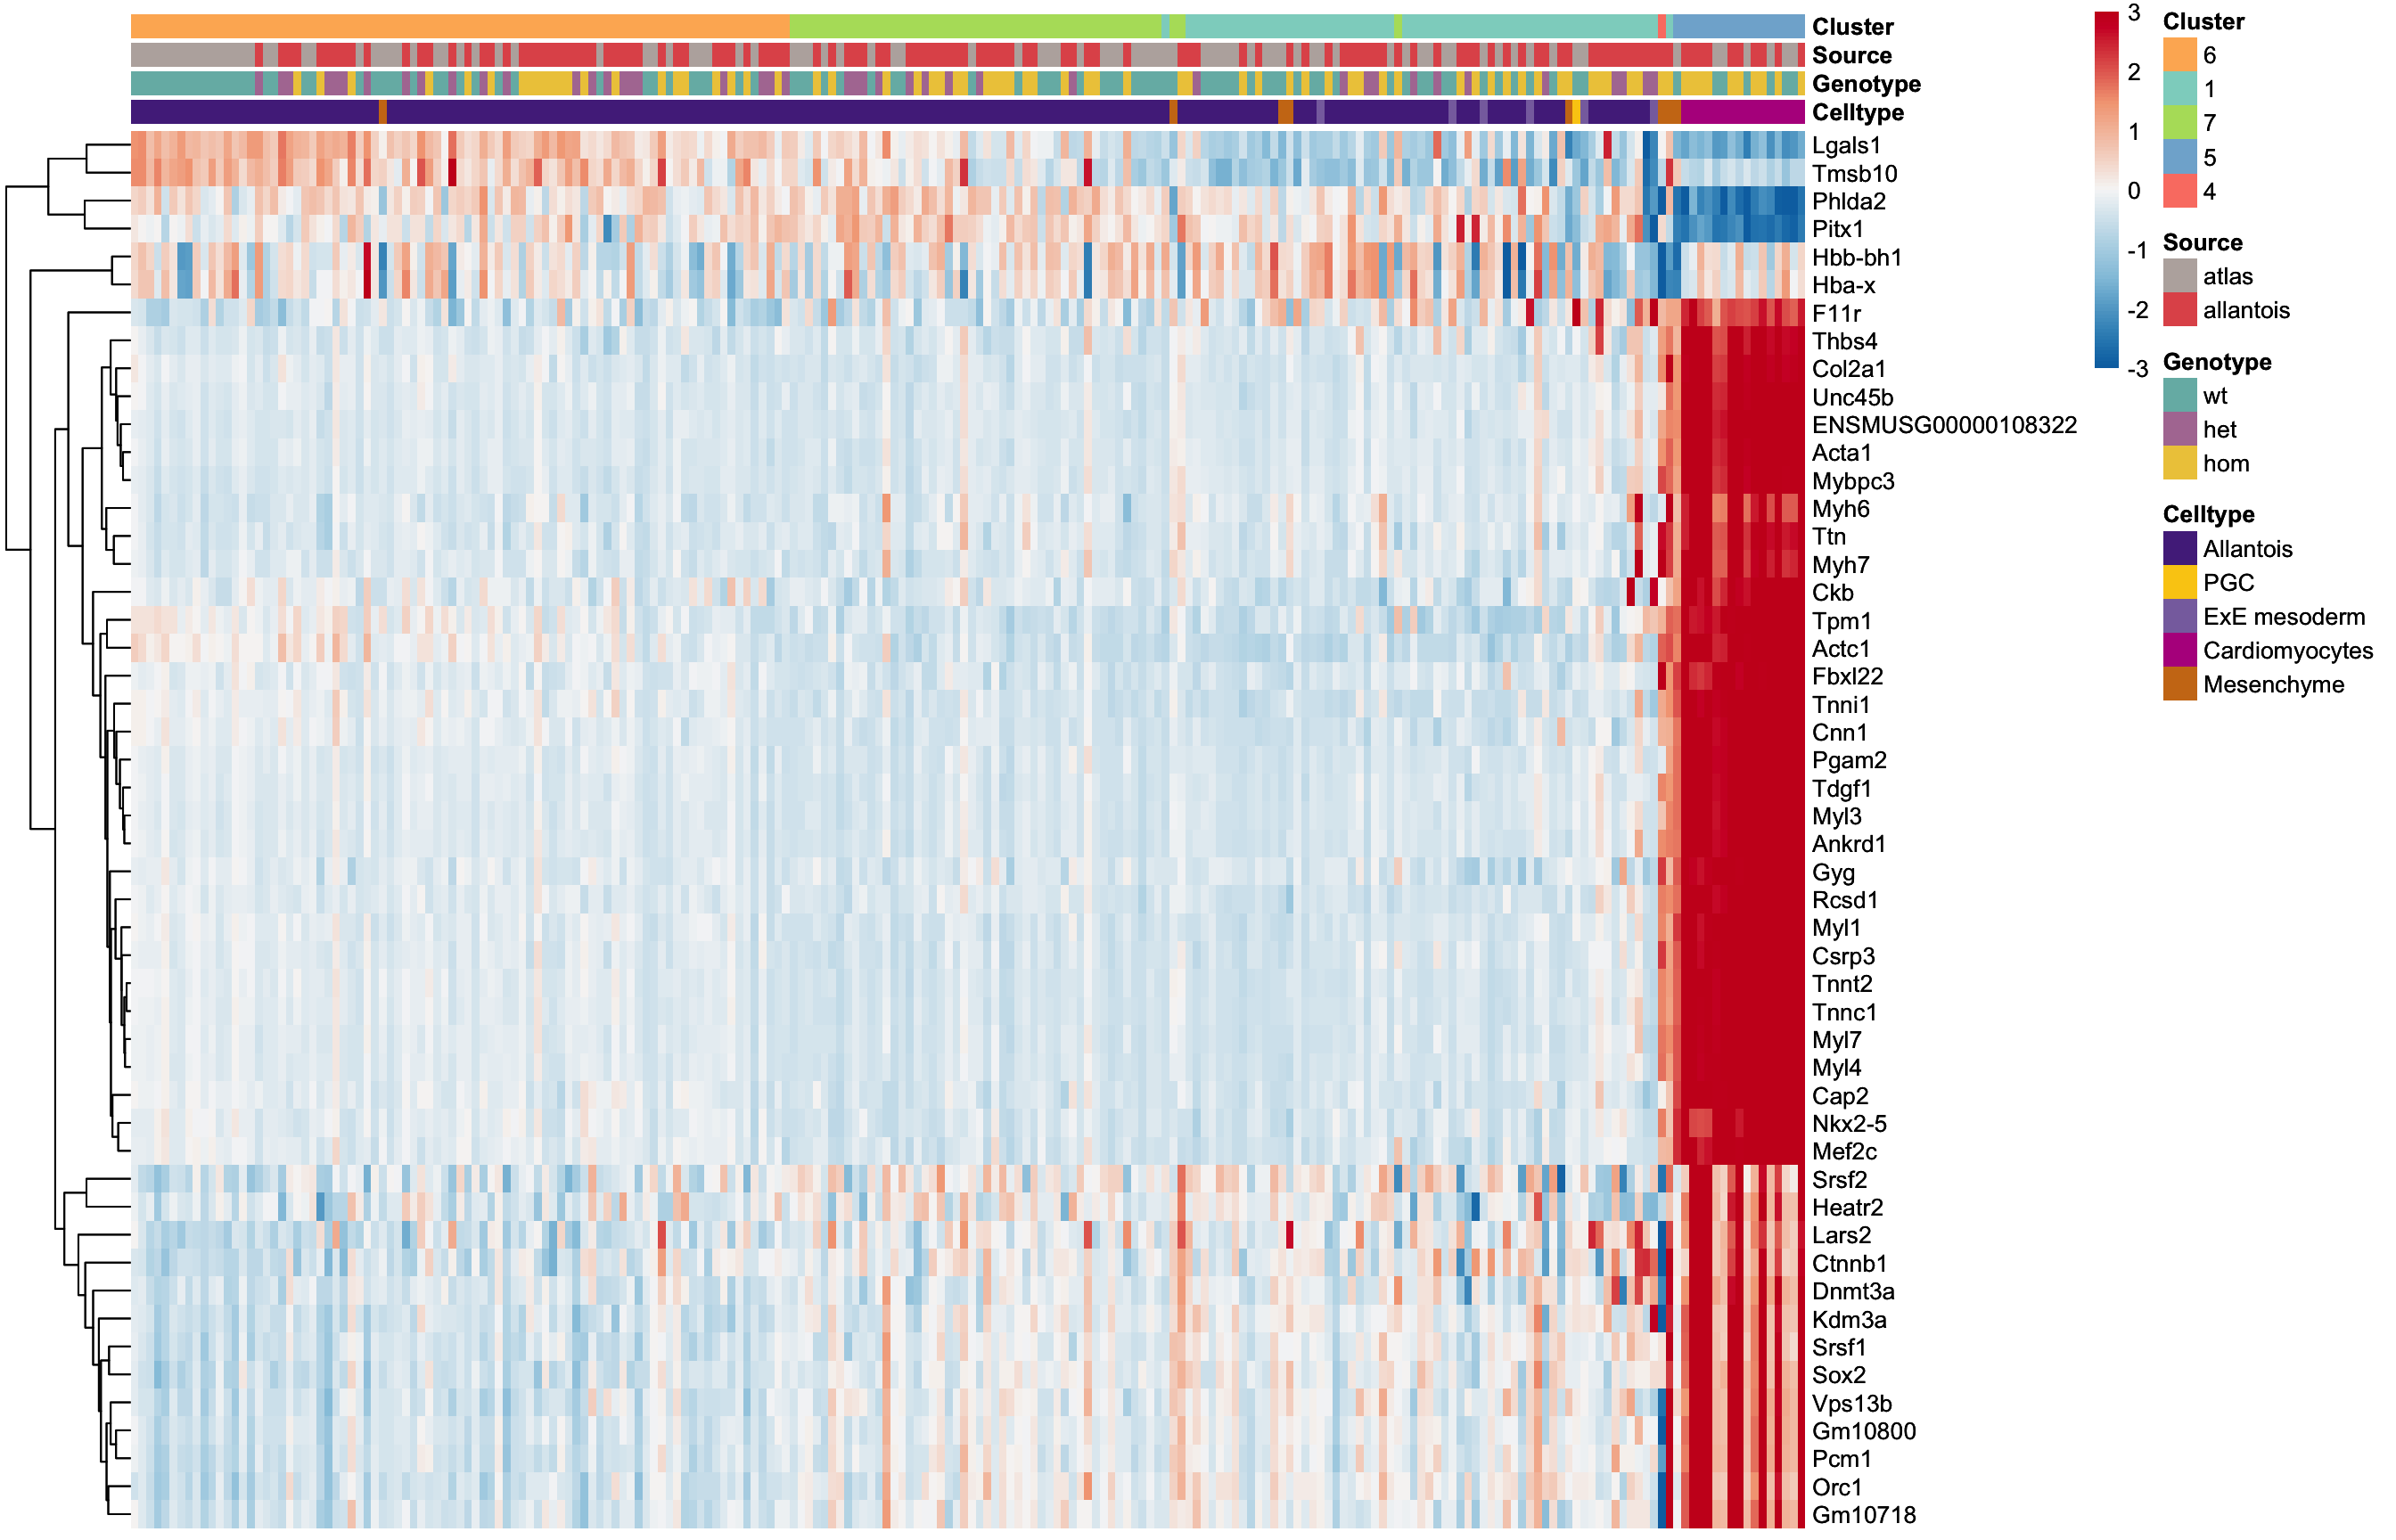 Cluster
Source
Genotype
Celltype
Lgals1
Tmsb10
Phlda2
Pitx1
Hbb-bh1
Hba-x
F11r
Thbs4
Col2a1
Unc45b
ENSMUSG00000108322
Acta1
Mybpc3
Myh6
Ttn
Myh7
Ckb
Tpm1
Actc1
Fbxl22
Tnni1
Cnn1
Pgam2
Tdgf1
Myl3
Ankrd1
Gyg
Rcsd1
Myl1
Csrp3
Tnnt2
Tnnc1
Myl7
Myl4
Cap2
Nkx2-5
Mef2c
Srsf2
Heatr2
Lars2
Ctnnb1
Dnmt3a
Kdm3a
Srsf1
Sox2
Vps13b
Gm10800
Pcm1
Orc1
Gm10718
3
2
1
0
-1
-2
-3
Cluster
6
1
7
5
4
Source
atlas
allantois
Genotype
wt
het
hom
Celltype
Allantois
PGC
ExE mesoderm
Cardiomyocytes
Mesenchyme